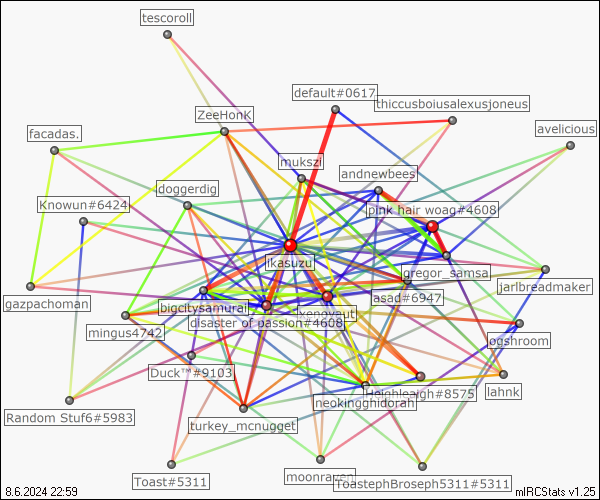 tescoroll
default#0617
thiccusboiusalexusjoneus
ZeeHonK
avelicious
facadas.
mukszi
andnewbees
doggerdig
Knowun#6424
pink hair woag#4608
ikasuzu
gregor_samsa
jarlbreadmaker
gazpachoman
bigcitysamurai
xenovaut
asad#6947
mingus4742
disaster of passion#4608
ogshroom
Duck™#9103
Heighleargh#8575
lahnk
Random Stuf6#5983
neokingghidorah
turkey_mcnugget
Toast#5311
moonraven
ToastephBroseph5311#5311
8.6.2024 22:59
mIRCStats v1.25